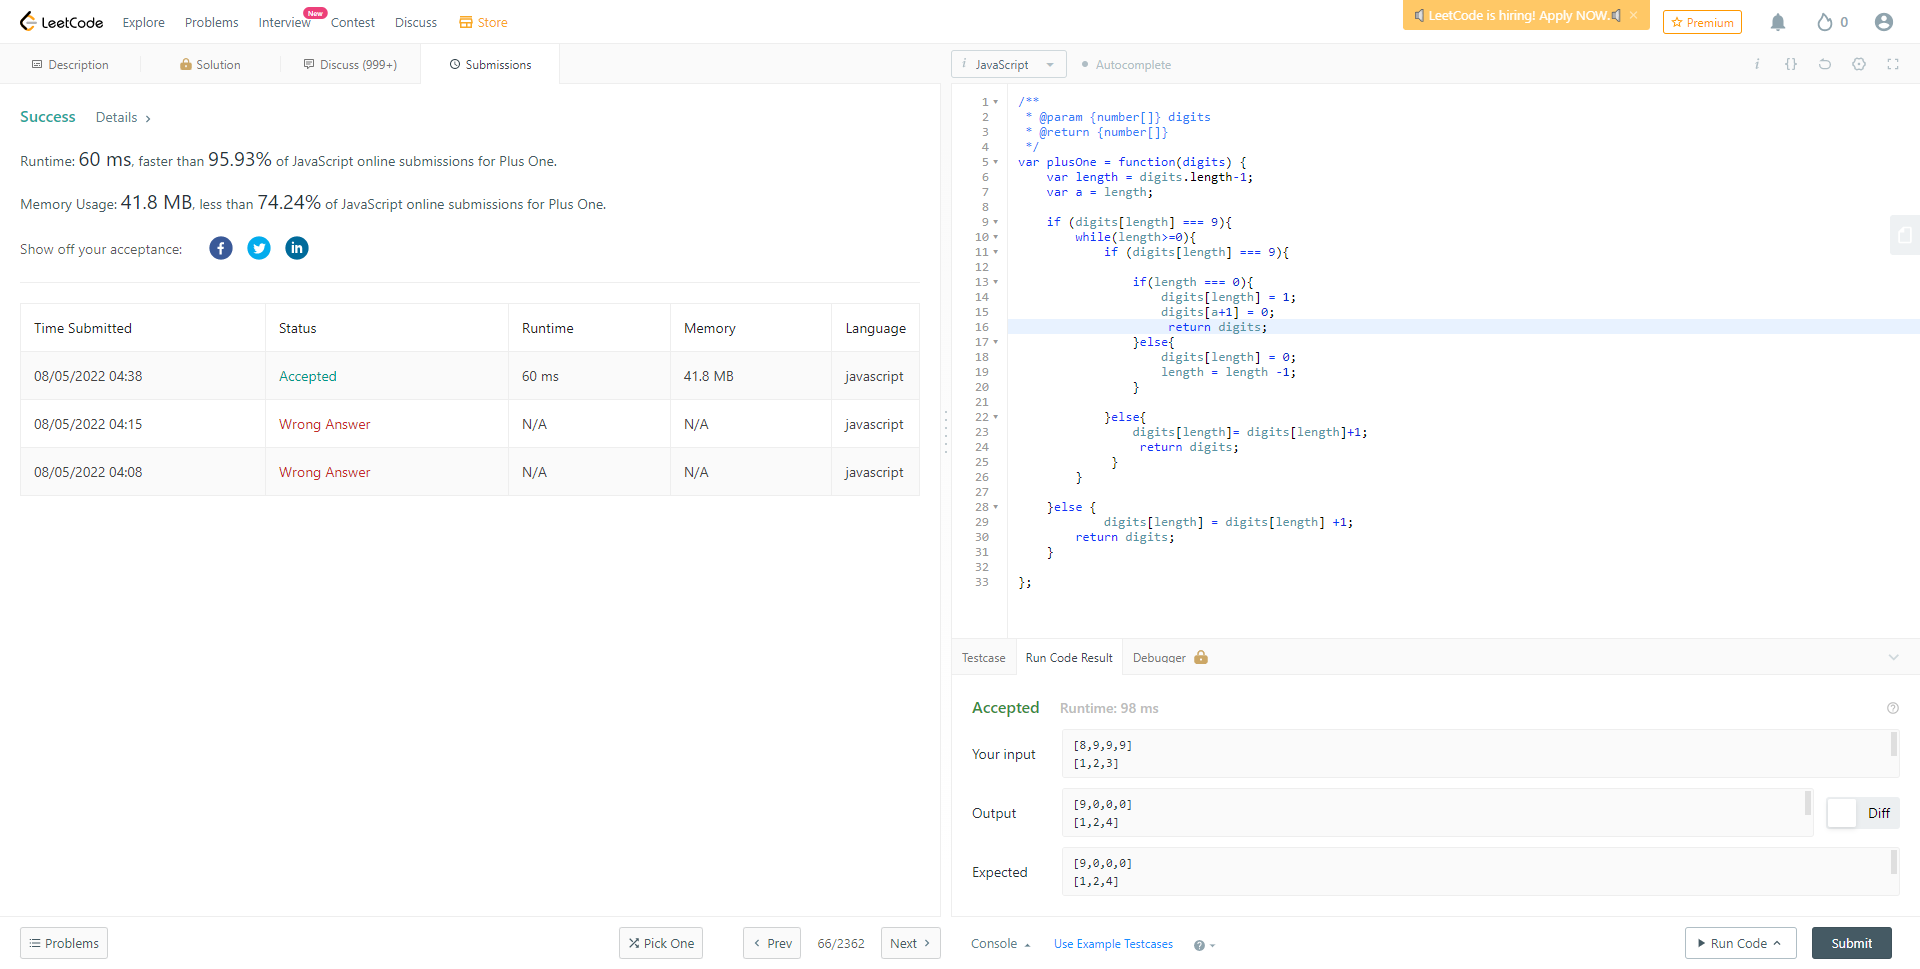 LeetCode Explore Problems Interview New Contest Discuss Store LeetCode is hiring! Apply NOW. × Premium 0
Description Solution Discuss (999+) Submissions
Success Details >
Runtime: 60 ms, faster than 95.93% of JavaScript online submissions for Plus One.
Memory Usage: 41.8 MB, less than 74.24% of JavaScript online submissions for Plus One.
Show off your acceptance:
Time Submitted Status Runtime Memory Language
08/05/2022 04:38 Accepted 60 ms 41.8 MB javascript
08/05/2022 04:15 Wrong Answer N/A N/A javascript
08/05/2022 04:08 Wrong Answer N/A N/A javascript
Problems Pick One < Prev 66/2362 Next >
i JavaScript Autocomplete i {}
1 /**
2  * @param {number[]} digits
3  * @return {number[]}
4  */
5 var plusOne = function(digits) {
6     var length = digits.length-1;
7     var a = length;
8
9     if (digits[length] === 9){
10         while(length>=0){
11             if (digits[length] === 9){
12
13                 if(length === 0){
14                     digits[length] = 1;
15                     digits[a+1] = 0;
16                      return digits;
17                 }else{
18                     digits[length] = 0;
19                     length = length -1;
20                 }
21
22             }else{
23                 digits[length]= digits[length]+1;
24                  return digits;
25              }
26         }
27
28     }else {
29             digits[length] = digits[length] +1;
30         return digits;
31     }
32
33 };
Testcase Run Code Result Debugger
Accepted Runtime: 98 ms ?
Your input
[8,9,9,9]
[1,2,3]
Output
[9,0,0,0]
[1,2,4]
Diff
Expected
[9,0,0,0]
[1,2,4]
Console Use Example Testcases ? Run Code Submit